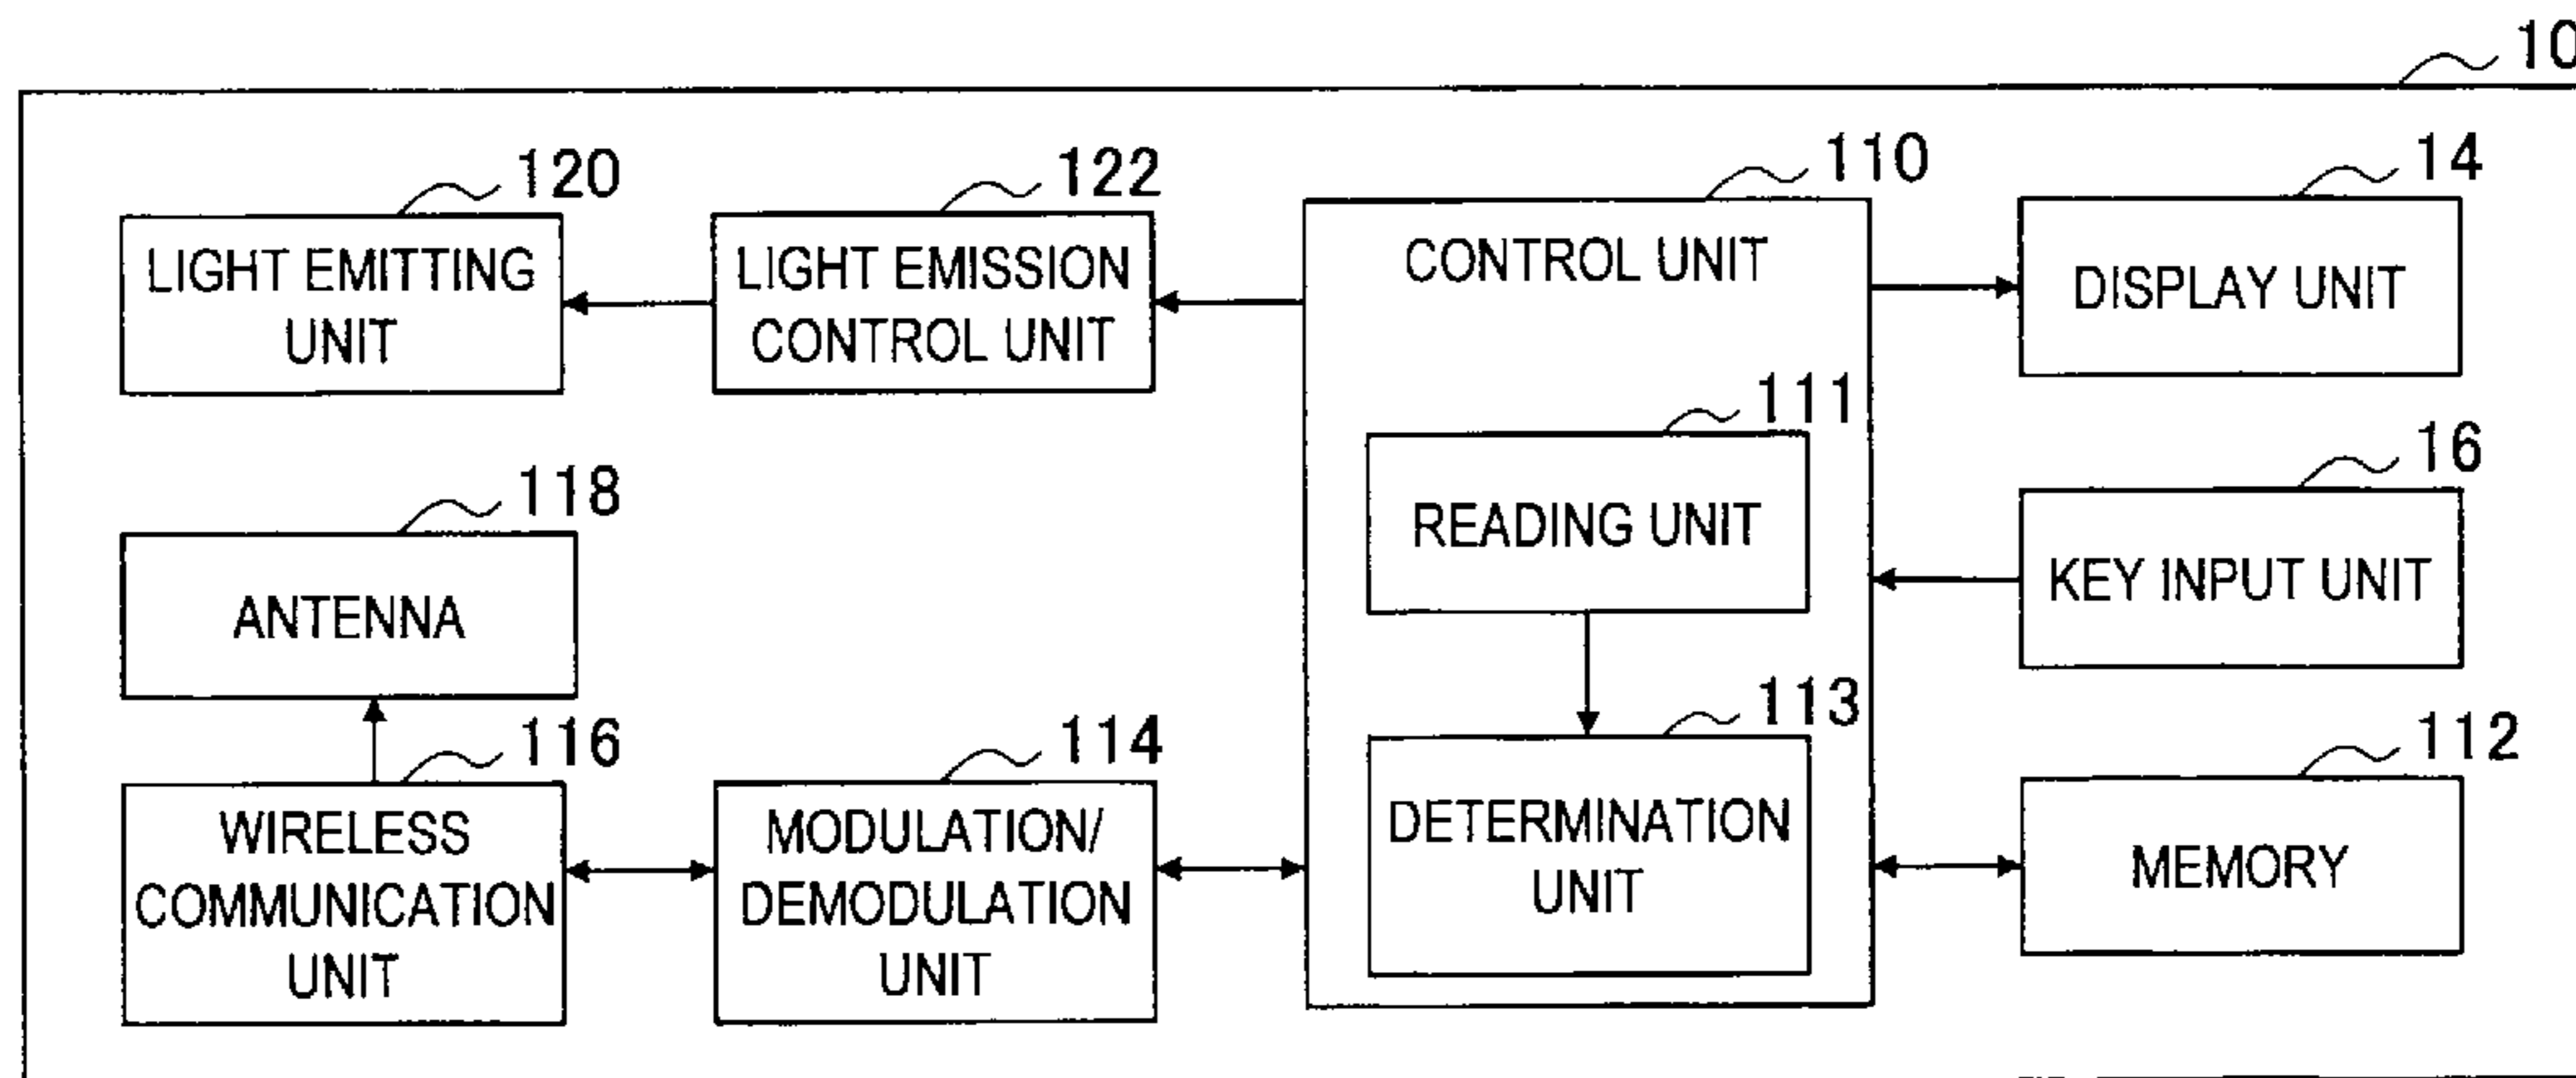 10
120
LIGHT EMITTING
UNIT
122
LIGHT EMISSION
CONTROL UNIT
110
CONTROL UNIT
14
DISPLAY UNIT
111
READING UNIT
16
KEY INPUT UNIT
118
ANTENNA
113
DETERMINATION
UNIT
112
MEMORY
116
WIRELESS
COMMUNICATION
UNIT
114
MODULATION/
DEMODULATION
UNIT